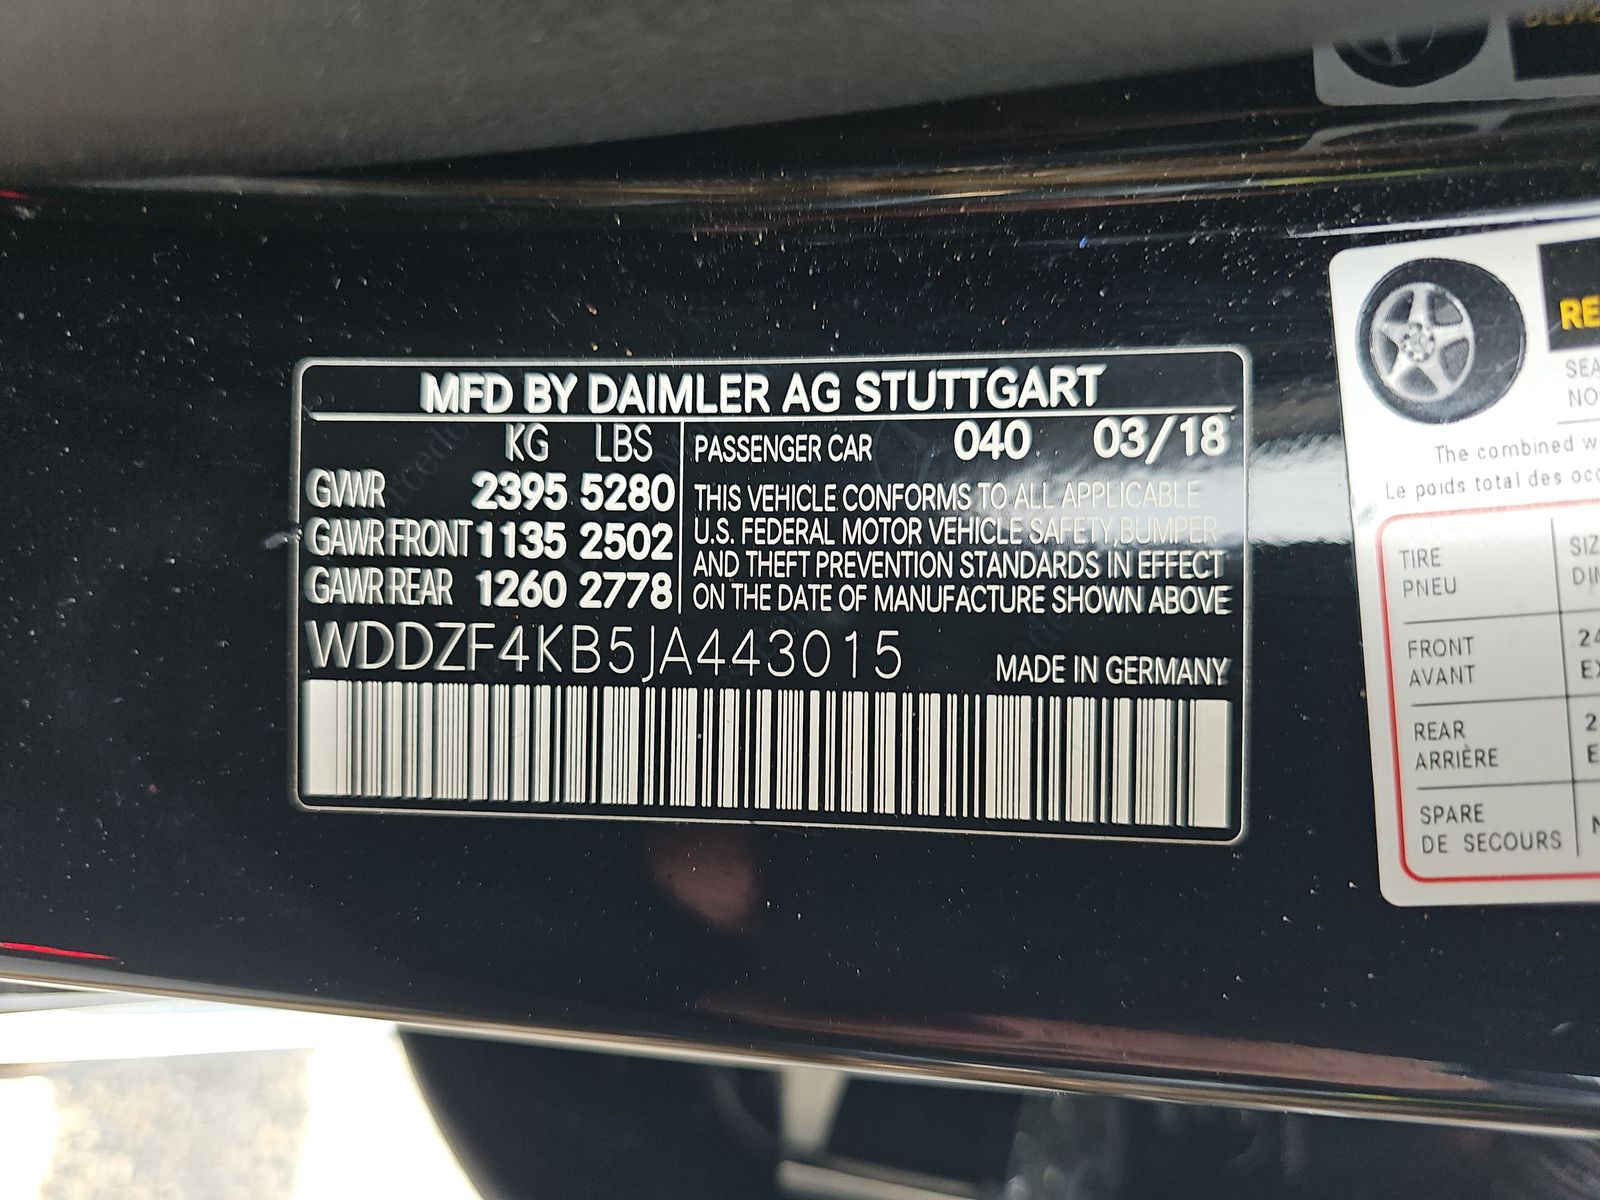 MFD BY DAIMLER AG STUTTGART
KG LBS
GVWR 2395 5280
GAWR FRONT 1135 2502
GAWR REAR 1260 2778
PASSENGER CAR 040 03/18
THIS VEHICLE CONFORMS TO ALL APPLICABLE
U.S. FEDERAL MOTOR VEHICLE SAFETY, BUMPER
AND THEFT PREVENTION STANDARDS IN EFFECT
ON THE DATE OF MANUFACTURE SHOWN ABOVE
WDDZF4KB5JA443015
MADE IN GERMANY
The combined
Le poids total des
TIRE
PNEU
FRONT
AVANT
REAR
ARRIÈRE
SPARE
DE SECOURS